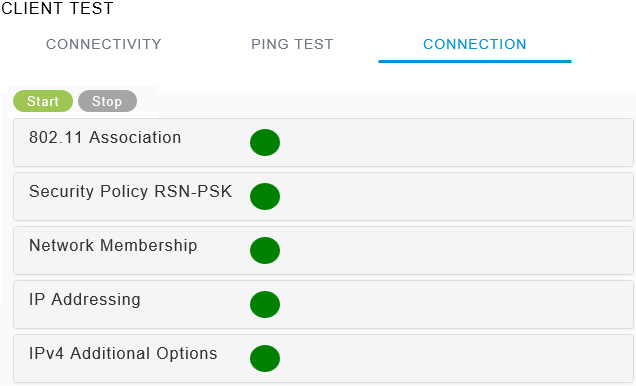 CLIENT TEST
CONNECTIVITY PING TEST CONNECTION
Start Stop
802.11 Association
Security Policy RSN-PSK
Network Membership
IP Addressing
IPv4 Additional Options